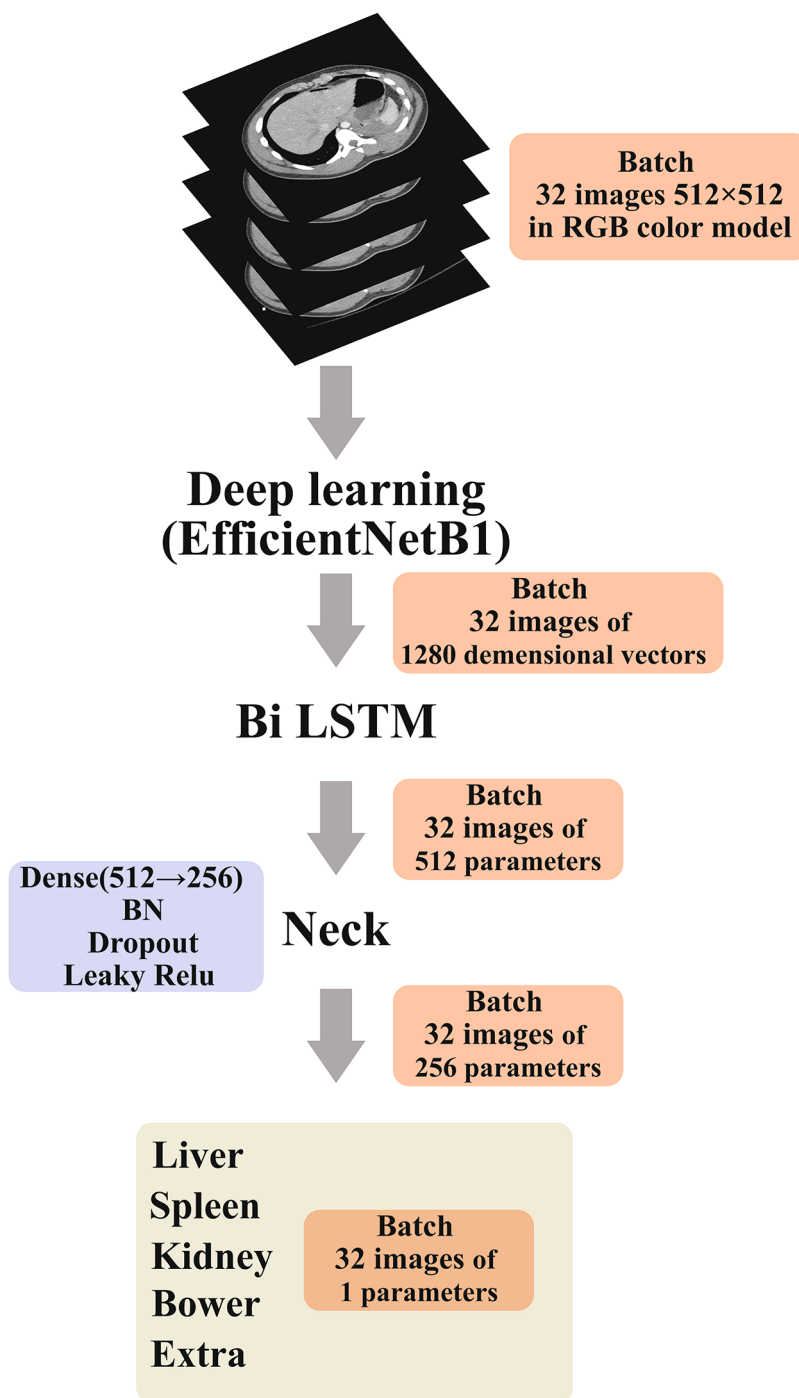 Batch
32 images 512×512
in RGB color model
Deep learning
(EfficientNetB1)
Batch
32 images of
1280 demensional vectors
Bi LSTM
Batch
32 images of
512 parameters
Dense(512→256)
BN
Dropout
Leaky Relu
Neck
Batch
32 images of
256 parameters
Liver
Spleen
Kidney
Bower
Extra
Batch
32 images of
1 parameters